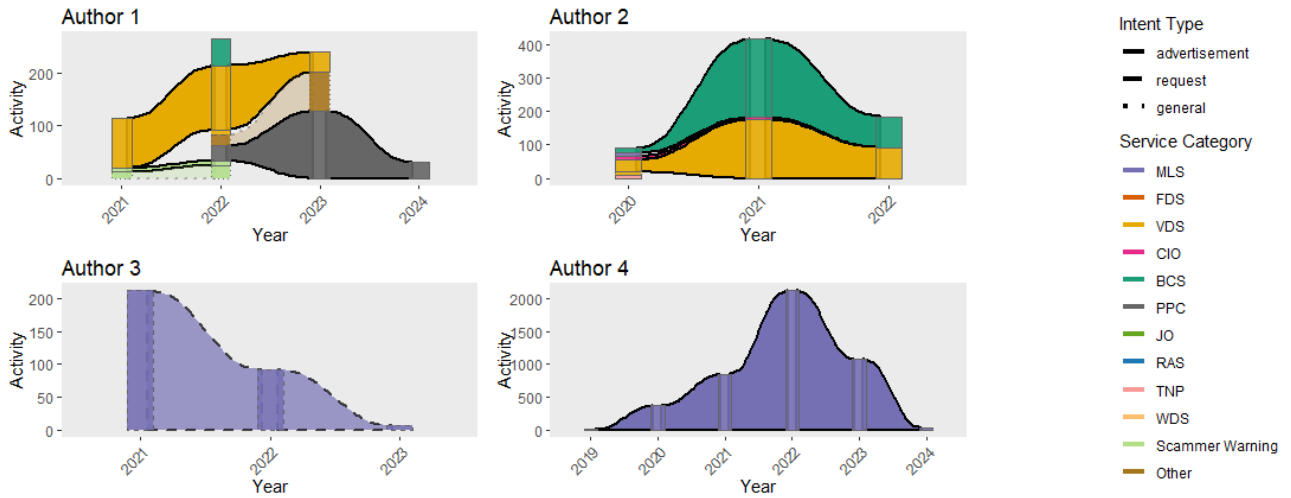 Author 1
Activity
200
100
0
2021
2022
2023
2024
Year
Author 2
Activity
400
300
200
100
0
2020
2021
2022
Year
Author 3
Activity
200
150
100
50
0
2021
2022
2023
Year
Author 4
Activity
2000
1500
1000
500
0
2019
2020
2021
2022
2023
2024
Year
Intent Type
advertisement
request
general
Service Category
MLS
FDS
VDS
CIO
BCS
PPC
JO
RAS
TNP
WDS
Scammer Warning
Other